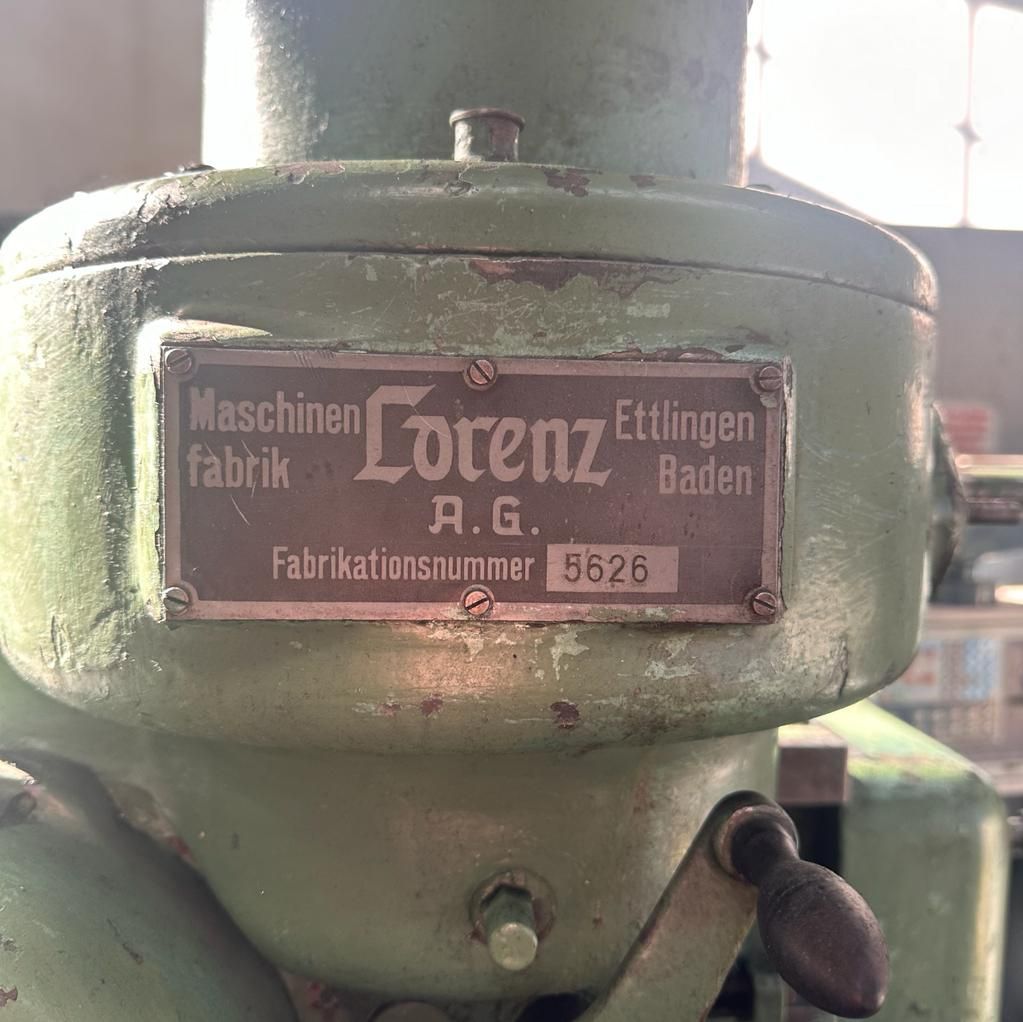 Maschinen
fabrik
Lorenz
A.G.
Ettlingen
Baden
Fabrikationsnummer 5626